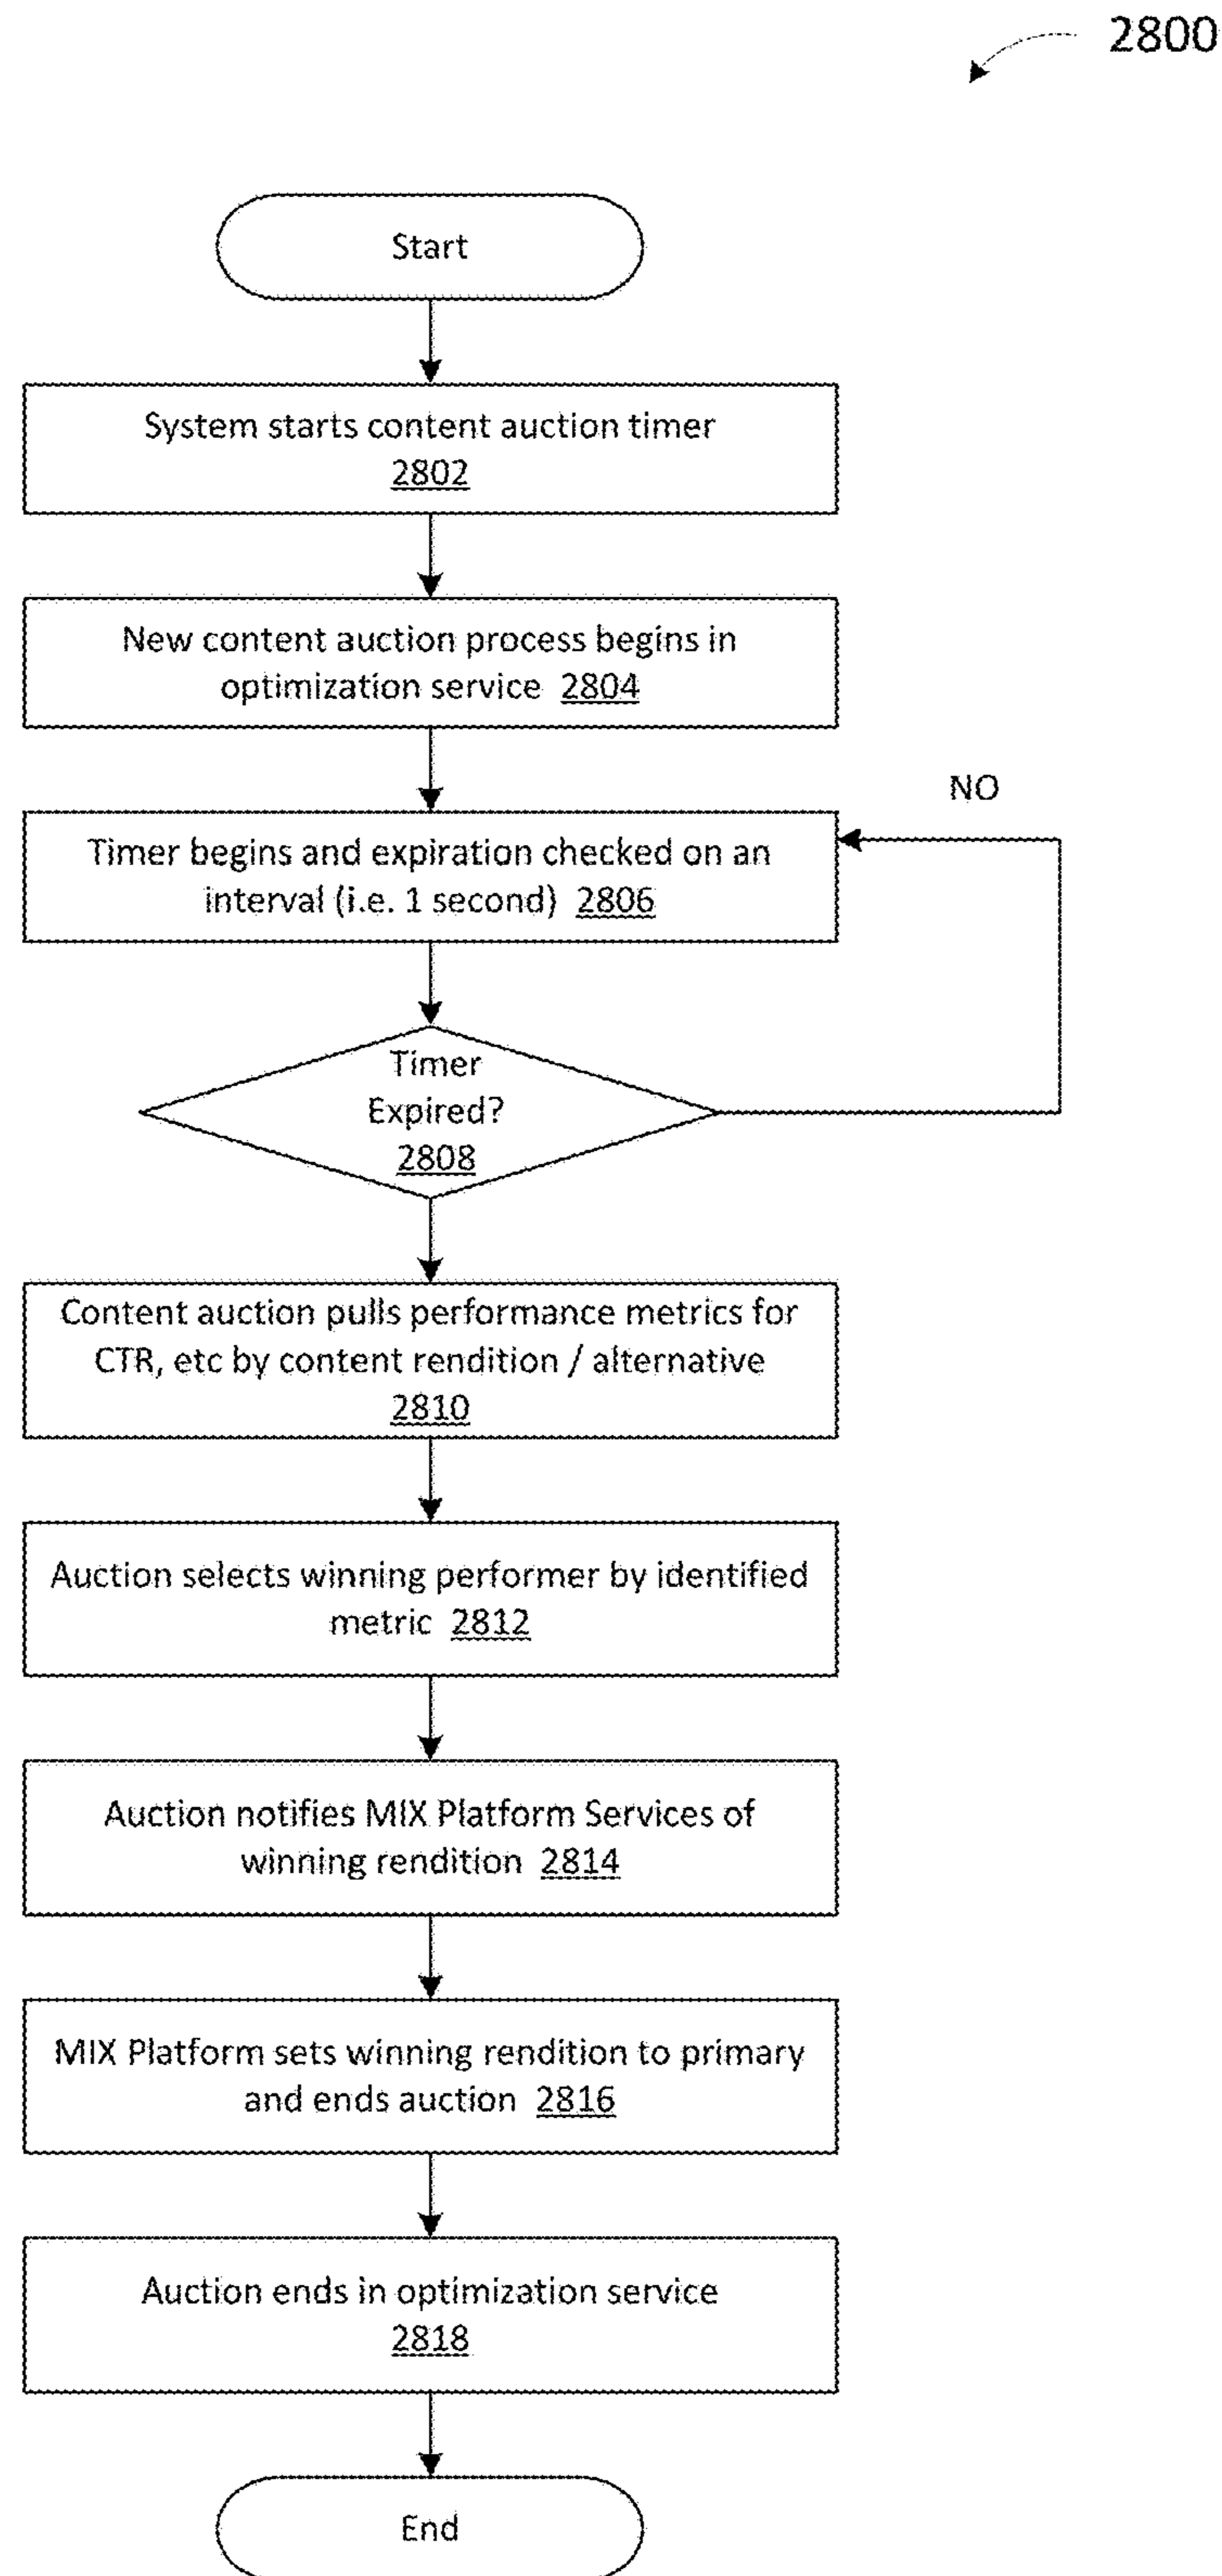 2800
Start
System starts content auction timer
2802
New content auction process begins in
optimization service 2804
NO
Timer begins and expiration checked on an
interval (i.e. 1 second) 2806
Timer
Expired?
2808
Content auction pulls performance metrics for
CTR, etc by content rendition / alternative
2810
Auction selects winning performer by identified
metric 2812
Auction notifies MIX Platform Services of
winning rendition 2814
MIX Platform sets winning rendition to primary
and ends auction 2816
Auction ends in optimization service
2818
End